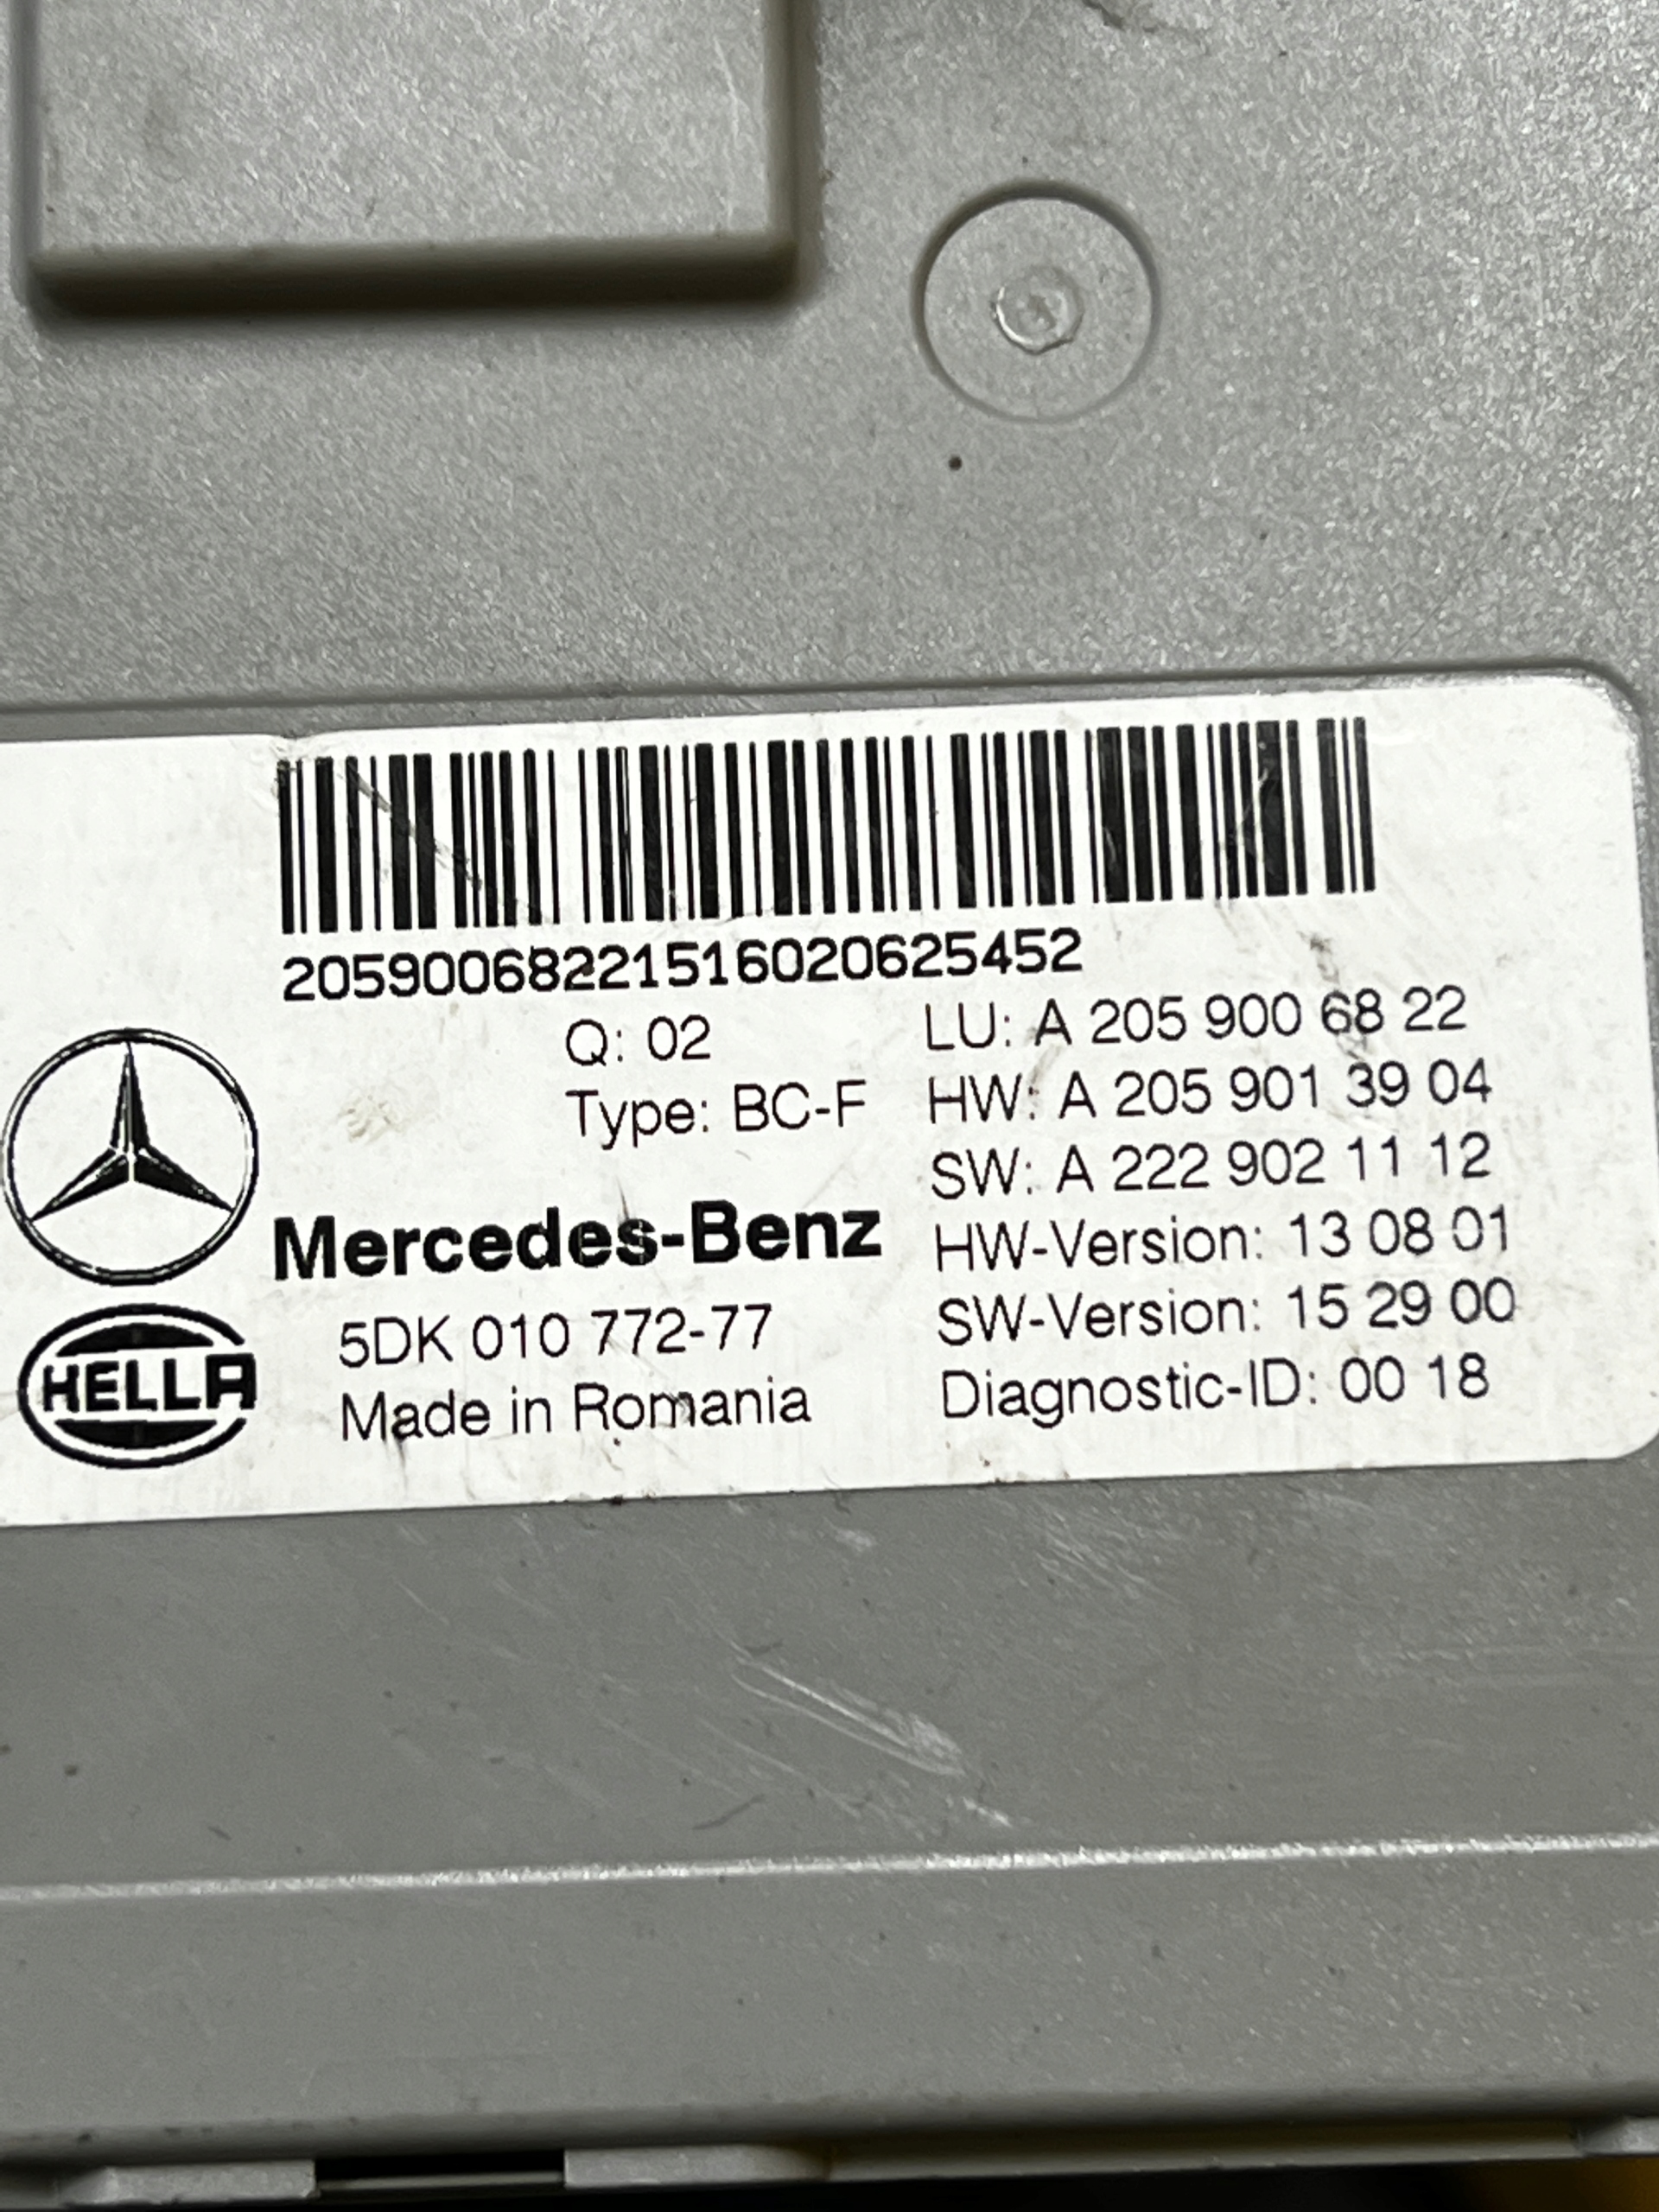 2059006822151602​0625452
Q: 02
Type: BC-F
Mercedes-Benz
HELLA
5DK 010 772-77
Made in Romania
LU: A 205 900 68 22
HW: A 205 901 39 04
SW: A 222 902 11 12
HW-Version: 13 08 01
SW-Version: 15 29 00
Diagnostic-ID: 00 18